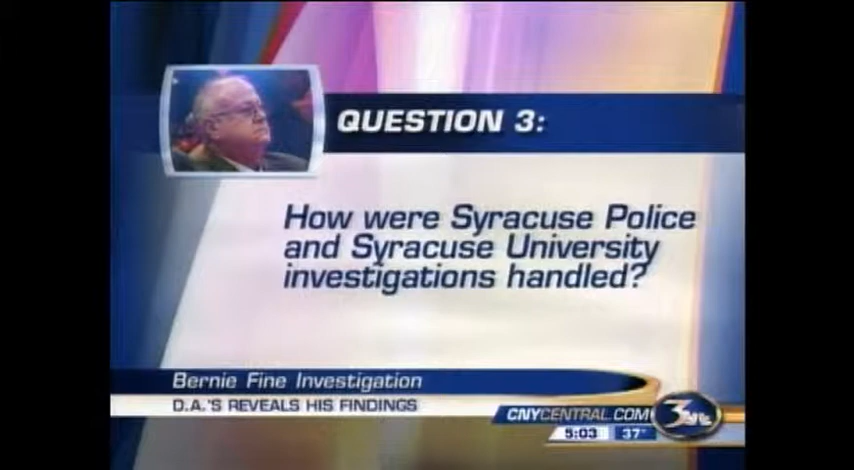 QUESTION 3:
How were Syracuse Police
and Syracuse University
investigations handled?
Bernie Fine Investigation
D.A.'S REVEALS HIS FINDINGS
CNYCENTRAL.COM
3
5:03 37°